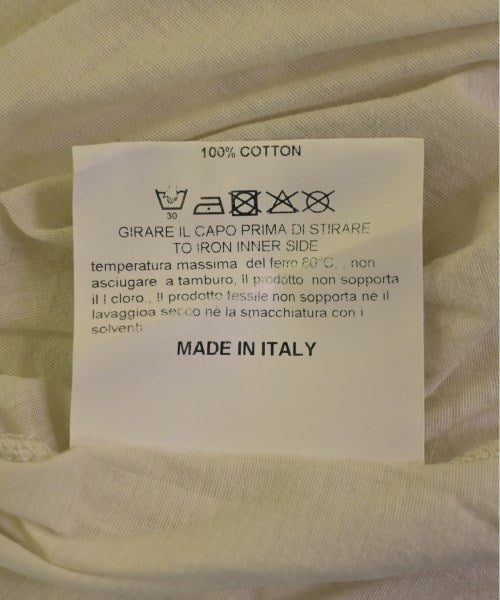 100% COTTON
30
GIRARE IL CAPO PRIMA DI STIRARE
TO IRON INNER SIDE
temperatura massima del ferro 80°C, . non
asciugare a tamburo, il prodotto non sopporta
il l cloro., !l prodotto tessile non sopporta ne il
lavaggioa secco nè la smacchiatura con i
solventi
MADE IN ITALY